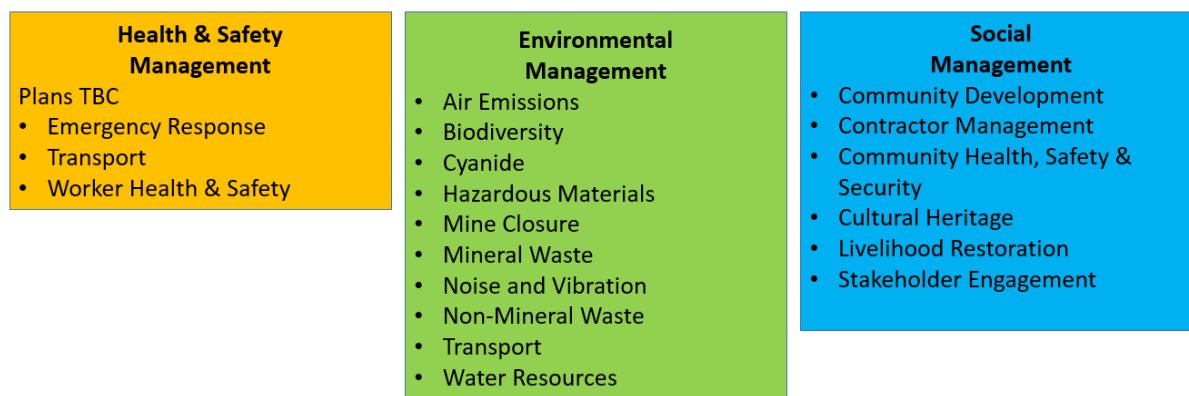 Health & Safety
Management
Plans TBC
• Emergency Response
• Transport
• Worker Health & Safety
Environmental
Management
• Air Emissions
• Biodiversity
• Cyanide
• Hazardous Materials
• Mine Closure
• Mineral Waste
• Noise and Vibration
• Non-Mineral Waste
• Transport
• Water Resources
Social
Management
• Community Development
• Contractor Management
• Community Health, Safety &
Security
• Cultural Heritage
• Livelihood Restoration
• Stakeholder Engagement